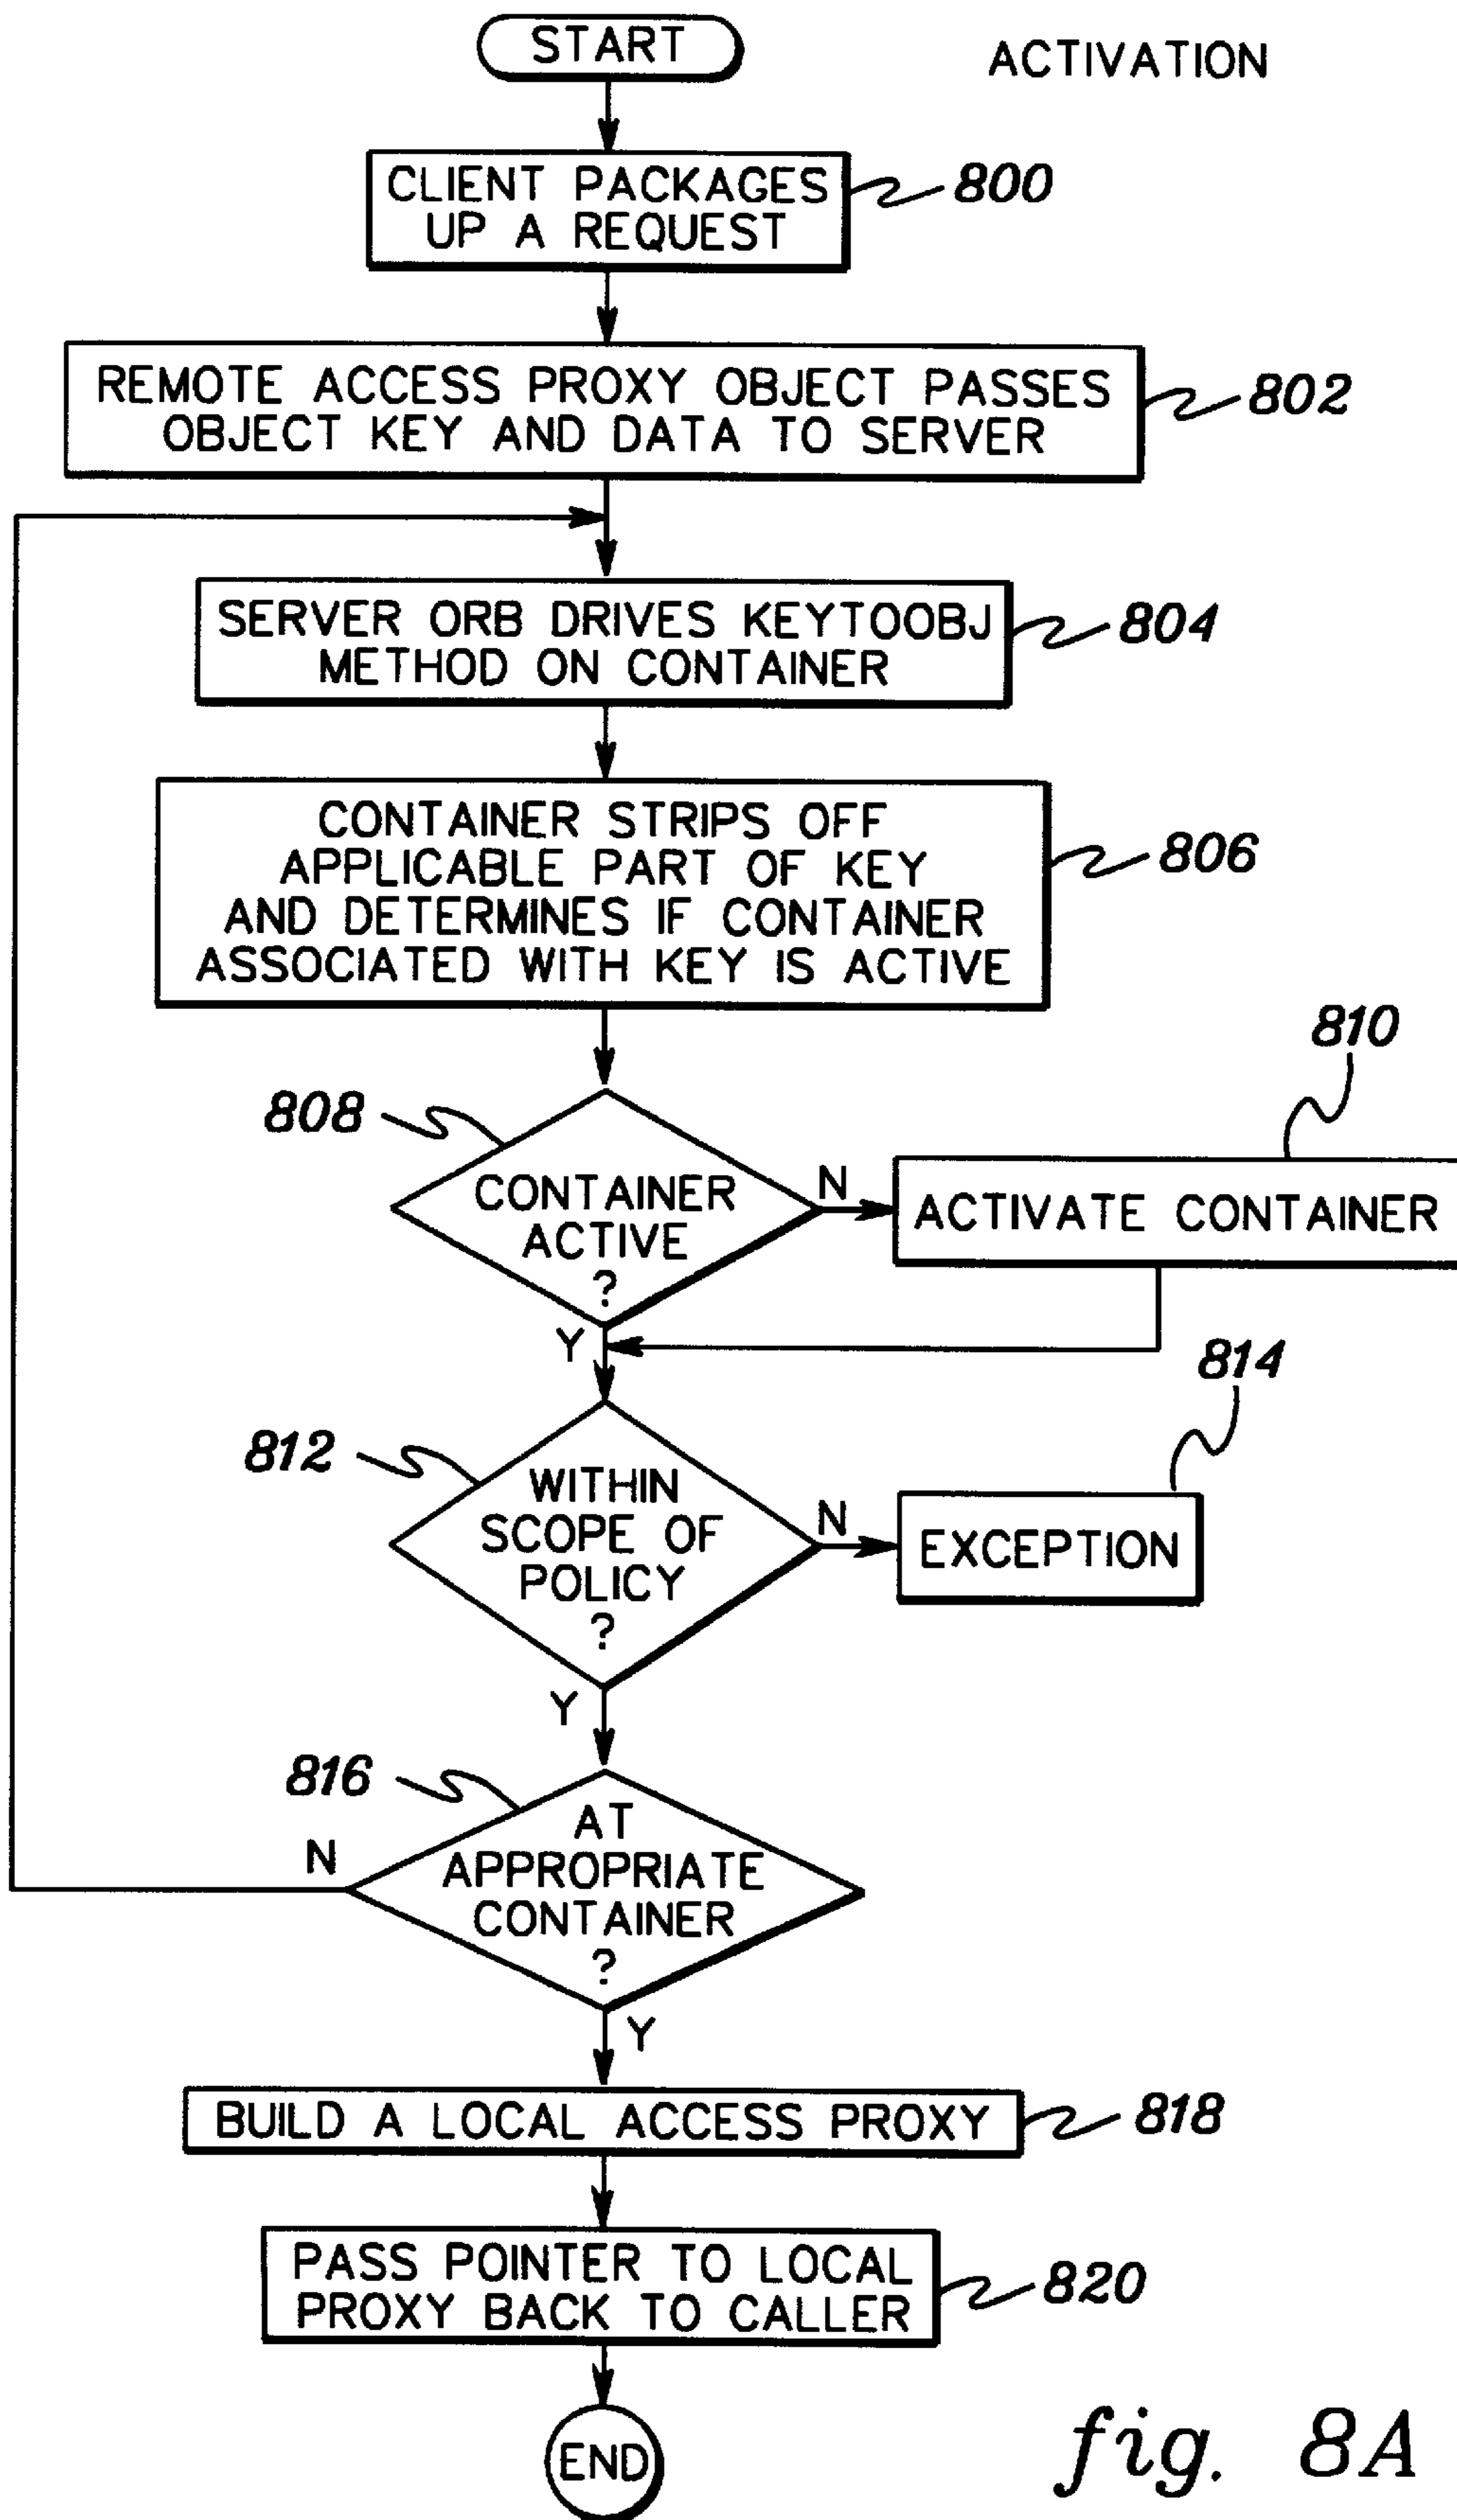 START
ACTIVATION
CLIENT PACKAGES
UP A REQUEST
800
REMOTE ACCESS PROXY OBJECT PASSES
OBJECT KEY AND DATA TO SERVER
802
SERVER ORB DRIVES KEYTOOBJ
METHOD ON CONTAINER
804
CONTAINER STRIPS OFF
APPLICABLE PART OF KEY
AND DETERMINES IF CONTAINER
ASSOCIATED WITH KEY IS ACTIVE
806
808
CONTAINER
ACTIVE
?
N
810
ACTIVATE CONTAINER
Y
812
WITHIN
SCOPE OF
POLICY
?
N
814
EXCEPTION
Y
816
N
AT
APPROPRIATE
CONTAINER
?
Y
BUILD A LOCAL ACCESS PROXY
818
PASS POINTER TO LOCAL
PROXY BACK TO CALLER
820
END
fig. 8A